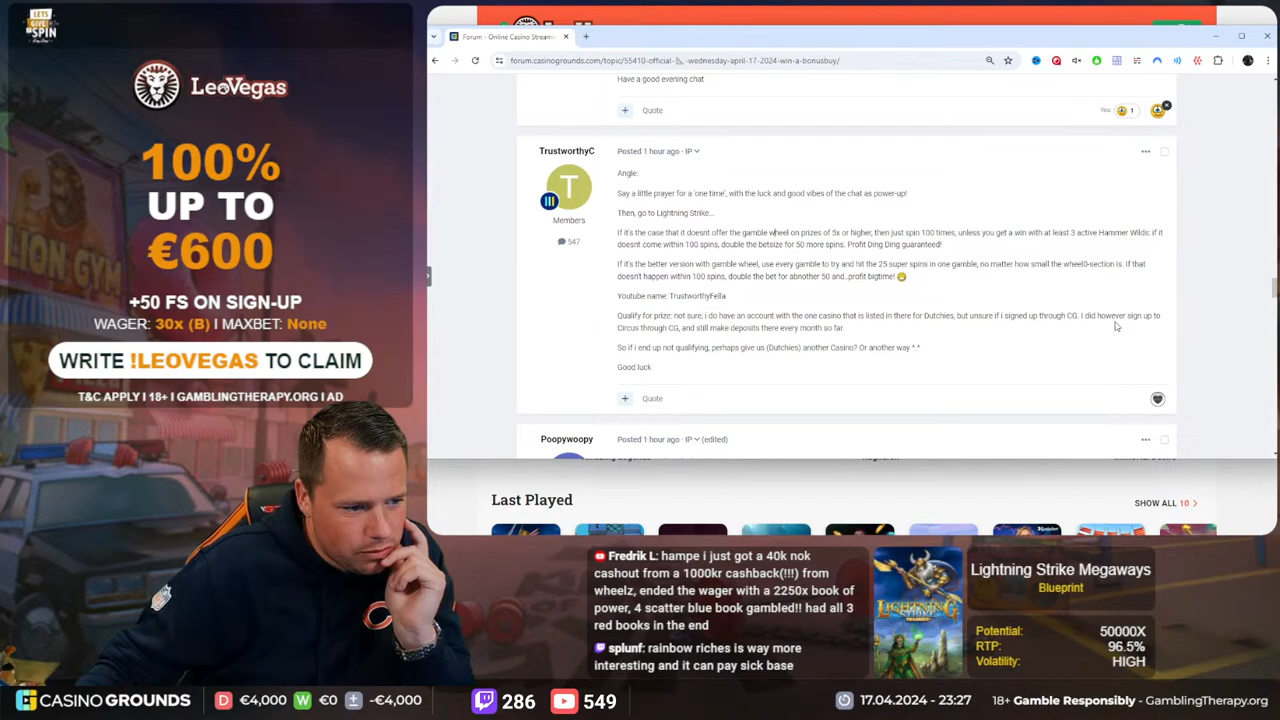 LET'S
GIVE IT
SPIN
LeoVegas
100%
UP TO
€600
+50 FS ON SIGN-UP
WAGER: 30x (B) I MAXBET: None
WRITE !LEOVEGAS TO CLAIM
T&C APPLY I 18+ I GAMBLINGTHERAPY.ORG I AD
Forum - Online Casino Stream
forum.casinogrounds.com/topic/55410-official-📐-wednesday-april-17-2024-win-a-bonusbuy/
Have a good evening chat
+ Quote
You 1
TrustworthyC
Posted 1 hour ago · IP
T
Members
547
Angle:
Say a little prayer for a 'one time', with the luck and good vibes of the chat as power-up!
Then, go to Lightning Strike...
If it's the case that it doesnt offer the gamble wheel on prizes of 5x or higher, then just spin 100 times, unless you get a win with at least 3 active Hammer Wilds: if it
doesnt come within 100 spins, double the betsize for 50 more spins. Profit Ding Ding guaranteed!
If it's the better version with gamble wheel, use every gamble to try and hit the 25 super spins in one gamble, no matter how small the wheel0-section is. If that
doesn't happen within 100 spins, double the bet for abnother 50 and..profit bigtime!
Youtube name: TrustworthyFella
Qualify for prize: not sure, i do have an account with the one casino that is listed in there for Dutchies, but unsure if i signed up through CG. I did however sign up to
Circus through CG, and still make deposits there every month so far.
So if i end up not qualifying, perhaps give us (Dutchies) another Casino? Or another way ^.^
Good luck
+ Quote
Poopywoopy
Posted 1 hour ago · IP (edited)
Last Played
SHOW ALL 10 >
Fredrik L: hampe i just got a 40k nok
cashout from a 1000kr cashback(!!!) from
wheelz, ended the wager with a 2250x book of
power, 4 scatter blue book gambled!! had all 3
red books in the end
splunf: rainbow riches is way more
interesting and it can pay sick base
LIGHTNING
STRIKE
MEGAWAYS
Lightning Strike Megaways
Blueprint
Potential: 50000X
RTP: 96.5%
Volatility: HIGH
CASINOGROUNDS
D €4,000 W €0 ± -€4,000
286
549
17.04.2024 - 23:27
18+ Gamble Responsibly - GamblingTherapy.org